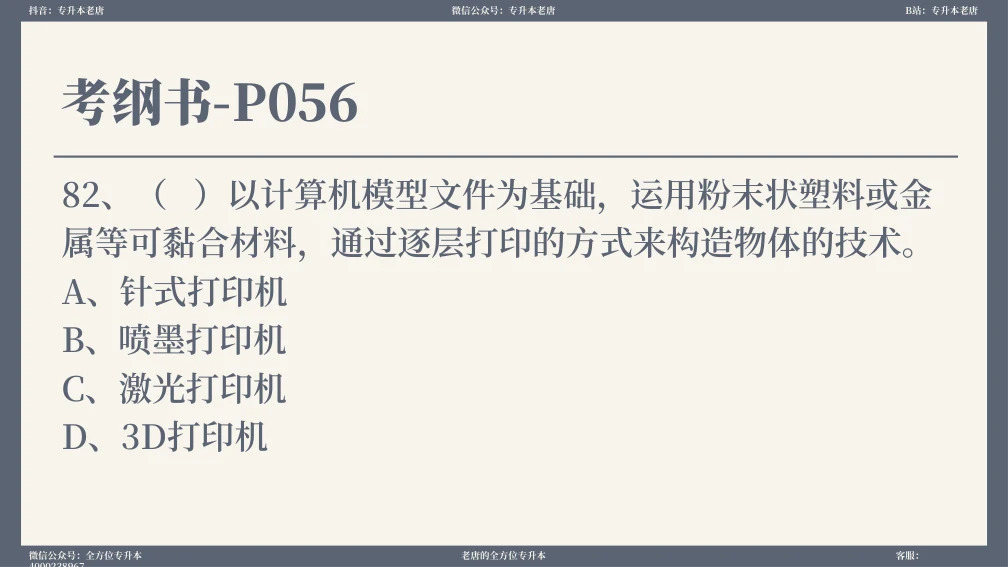 抖音：专升本老唐
微信公众号：专升本老唐
B站：专升本老唐
考纲书-P056
82、（ ）以计算机模型文件为基础，运用粉末状塑料或金
属等可黏合材料，通过逐层打印的方式来构造物体的技术。
A、针式打印机
B、喷墨打印机
C、激光打印机
D、3D打印机
微信公众号：全方位专升本
老唐的全方位专升本
客服：